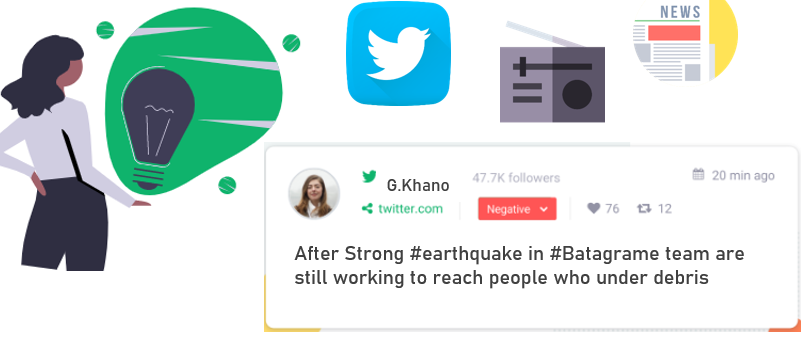 NEWS
G.Khano
47.7K followers
20 min ago
twitter.com
Negative
76
12
After Strong #earthquake in #Batagrame team are
still working to reach people who under debris